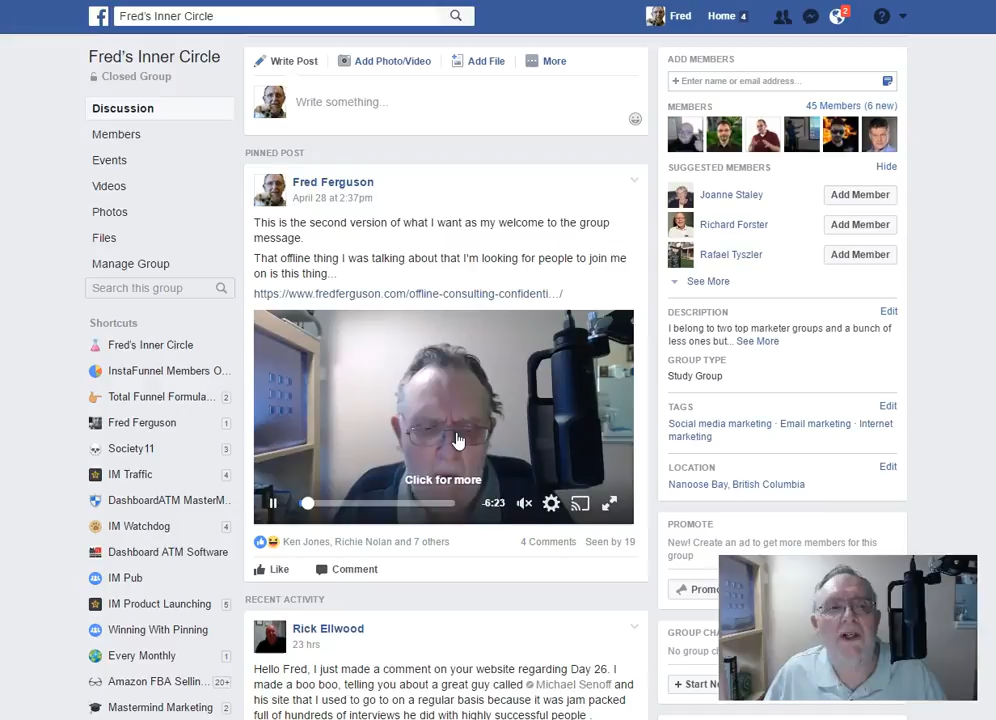 Fred's Inner Circle
Fred
Home 4
2
Fred's Inner Circle
Closed Group
Discussion
Members
Events
Videos
Photos
Files
Manage Group
Search this group
Shortcuts
Fred's Inner Circle
InstaFunnel Members O...
Total Funnel Formula... 2
Fred Ferguson 1
Society11 3
IM Traffic 4
DashboardATM MasterM...
IM Watchdog 4
Dashboard ATM Software
IM Pub
IM Product Launching 5
Winning With Pinning
Every Monthly 1
Amazon FBA Sellin... 20+
Mastermind Marketing
Write Post
Add Photo/Video
Add File
More
Write something...
PINNED POST
Fred Ferguson
April 28 at 2:37pm
This is the second version of what I want as my welcome to the group
message.
That offline thing I was talking about that I'm looking for people to join me
on is this thing...
https://www.fredferguson.com/offline-consulting-confidenti.../
Click for more
-6:23
Ken Jones, Richie Nolan and 7 others
4 Comments Seen by 19
Like Comment
RECENT ACTIVITY
Rick Ellwood
23 hrs
Hello Fred, I just made a comment on your website regarding Day 26. I
made a boo boo, telling you about a great guy called Michael Senoff and
his site that I used to go to on a regular basis because it was jam packed
full of hundreds of interviews he did with highly successful people .
ADD MEMBERS
+ Enter name or email address...
MEMBERS
45 Members (6 new)
SUGGESTED MEMBERS
Hide
Joanne Staley Add Member
Richard Forster Add Member
Rafael Tyszler Add Member
See More
DESCRIPTION
Edit
I belong to two top marketer groups and a bunch of
less ones but... See More
GROUP TYPE
Study Group
TAGS
Edit
Social media marketing · Email marketing · Internet
marketing
LOCATION
Edit
Nanoose Bay, British Columbia
PROMOTE
New! Create an ad to get more members for this
group
Promo
GROUP CHA
No group c
+ Start Ne